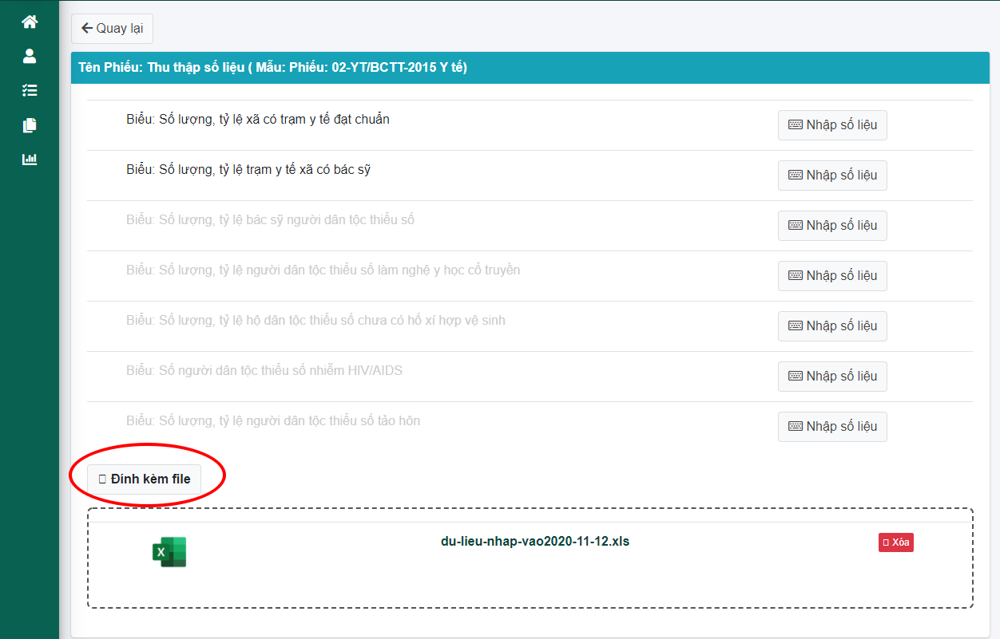 Quay lại
Tên Phiếu: Thu thập số liệu ( Mẫu: Phiếu: 02-YT/BCTT-2015 Y tế)
Biểu: Số lượng, tỷ lệ xã có trạm y tế đạt chuẩn
Nhập số liệu
Biểu: Số lượng, tỷ lệ trạm y tế xã có bác sỹ
Nhập số liệu
Biểu: Số lượng, tỷ lệ bác sỹ người dân tộc thiểu số
Nhập số liệu
Biểu: Số lượng, tỷ lệ người dân tộc thiểu số làm nghệ y học cổ truyền
Nhập số liệu
Biểu: Số lượng, tỷ lệ hộ dân tộc thiểu số chưa có hố xí hợp vệ sinh
Nhập số liệu
Biểu: Số người dân tộc thiểu số nhiễm HIV/AIDS
Nhập số liệu
Biểu: Số lượng, tỷ lệ người dân tộc thiểu số tảo hôn
Nhập số liệu
Đính kèm file
X
du-lieu-nhap-vao2020-11-12.xls
Xóa